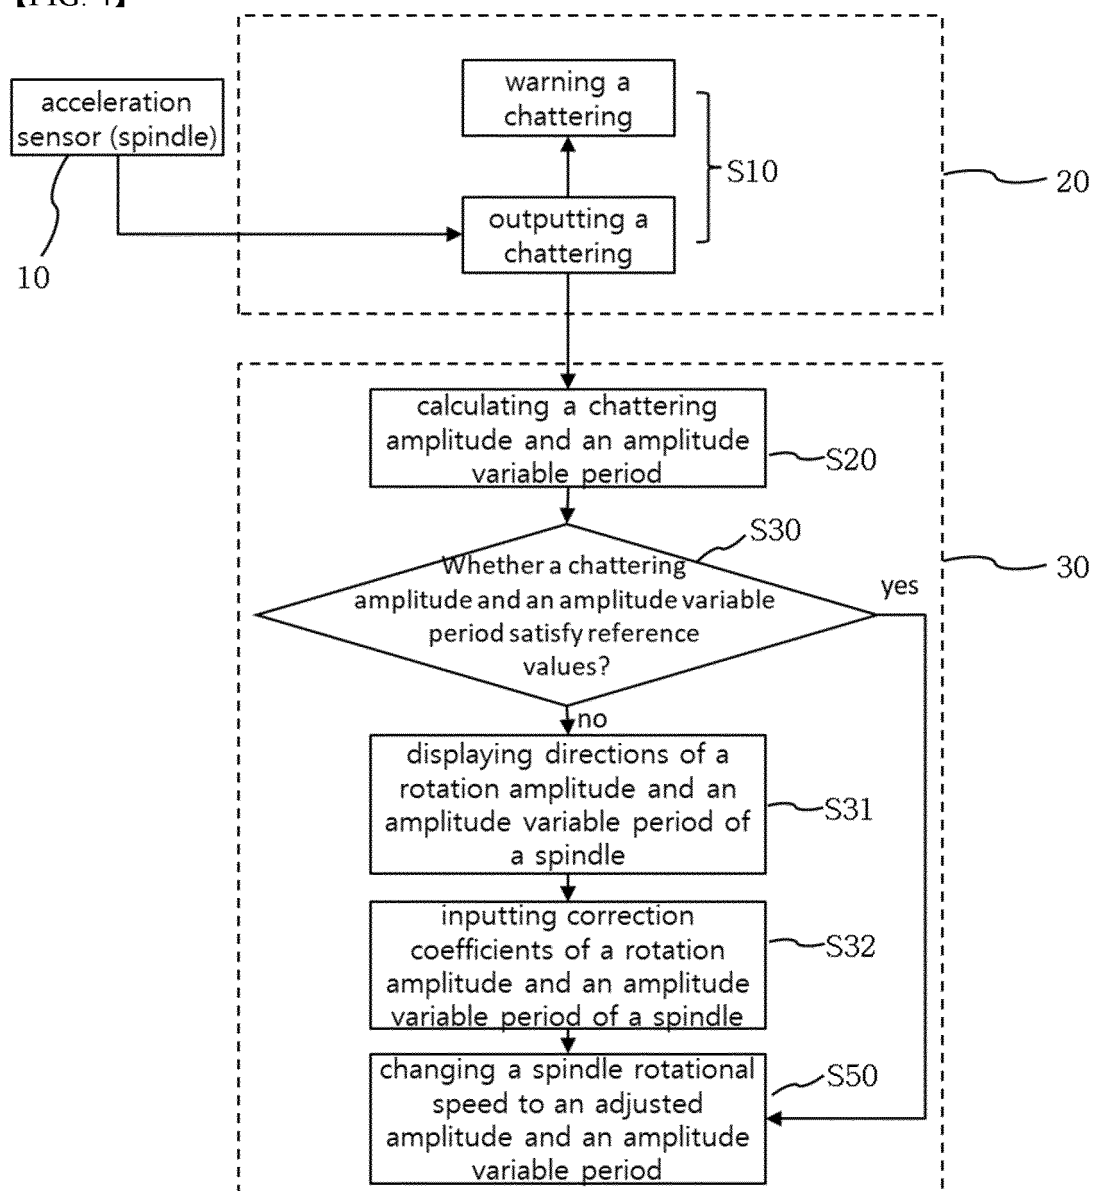 【FIG. 4】
acceleration
sensor (spindle)
10
warning a
chattering
S10
outputting a
chattering
20
calculating a chattering
amplitude and an amplitude
variable period
S20
S30
Whether a chattering
amplitude and an amplitude variable
period satisfy reference
values?
yes
30
no
displaying directions of a
rotation amplitude and an
amplitude variable period of
a spindle
S31
inputting correction
coefficients of a rotation
amplitude and an amplitude
variable period of a spindle
S32
changing a spindle rotational
speed to an adjusted
amplitude and an amplitude
variable period
S50